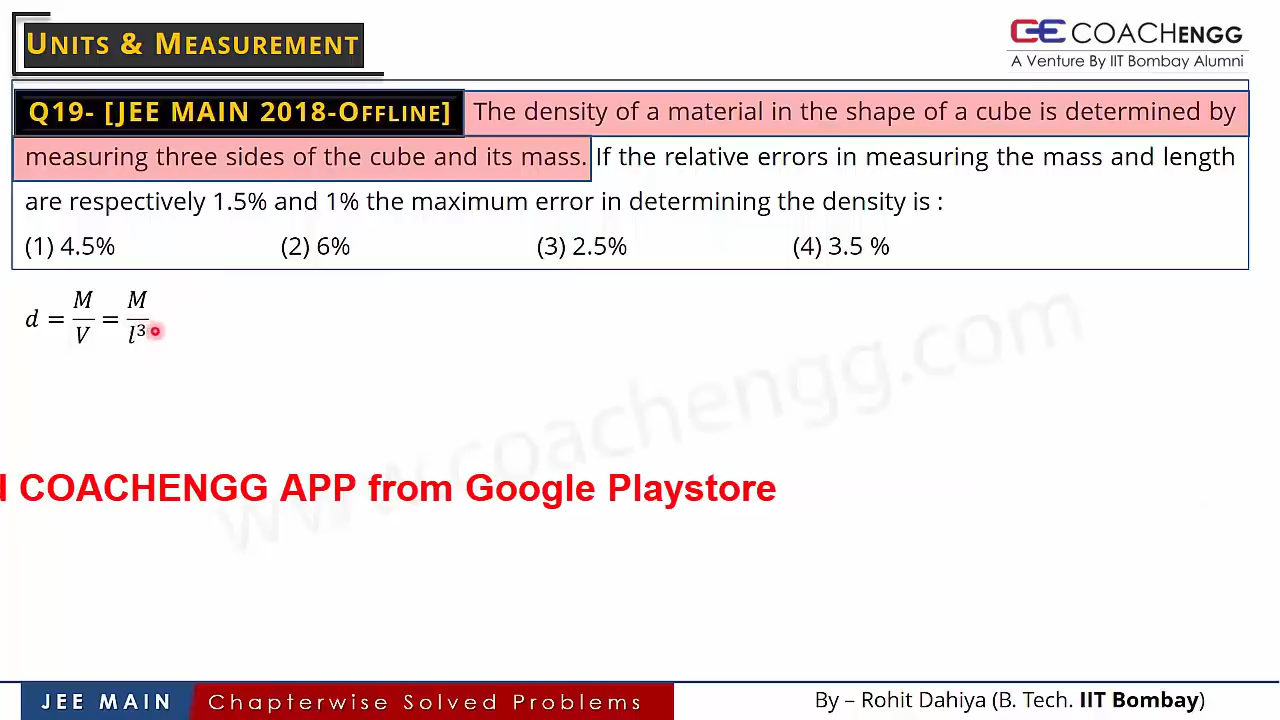 UNITS & MEASUREMENT
CE COACHENGG
A Venture By IIT Bombay Alumni
Q19- [JEE MAIN 2018-OFFLINE] The density of a material in the shape of a cube is determined by
measuring three sides of the cube and its mass. If the relative errors in measuring the mass and length
are respectively 1.5% and 1% the maximum error in determining the density is :
(1) 4.5% (2) 6% (3) 2.5% (4) 3.5 %
d = M/V = M/l³
www.coachengg.com
COACHENGG APP from Google Playstore
JEE MAIN Chapterwise Solved Problems By – Rohit Dahiya (B. Tech. IIT Bombay)